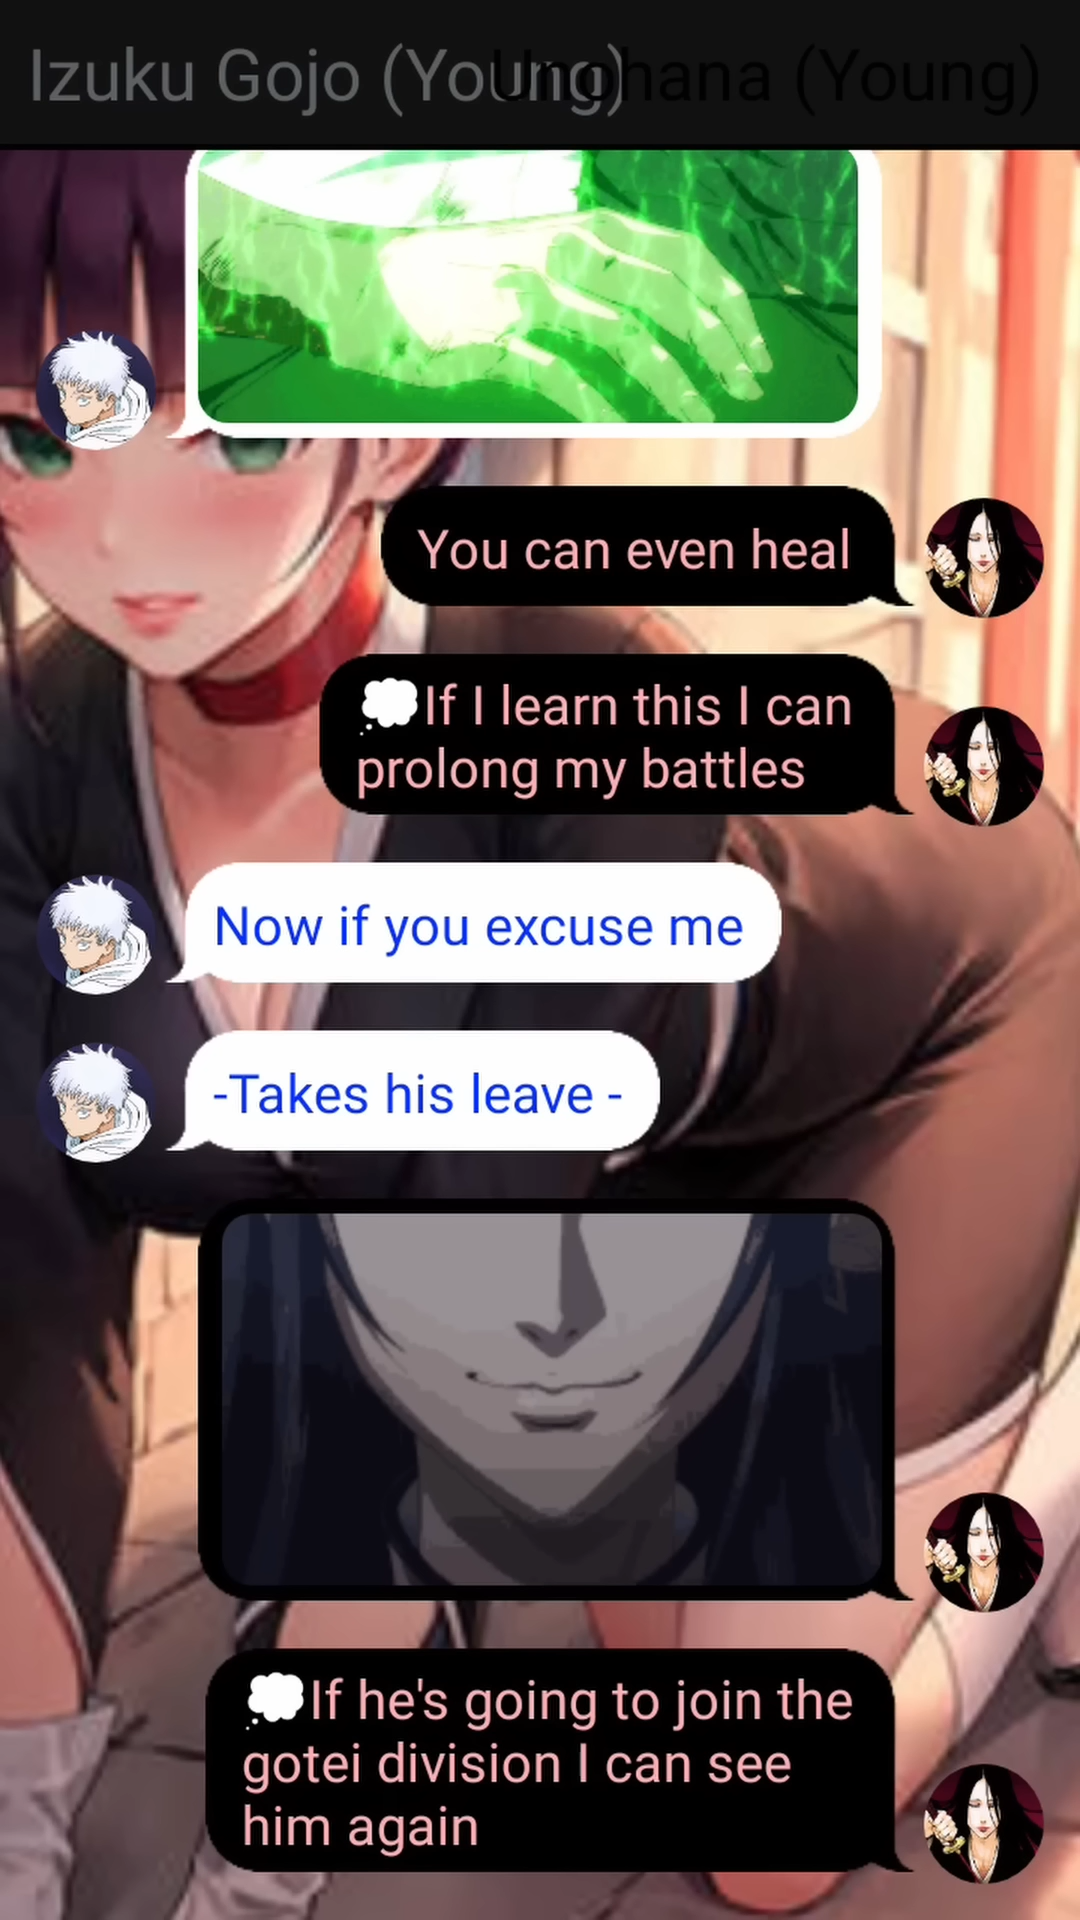 Izuku Gojo (Young)
Unohana (Young)
You can even heal
💭If I learn this I can
prolong my battles
Now if you excuse me
-Takes his leave -
💭If he's going to join the
gotei division I can see
him again